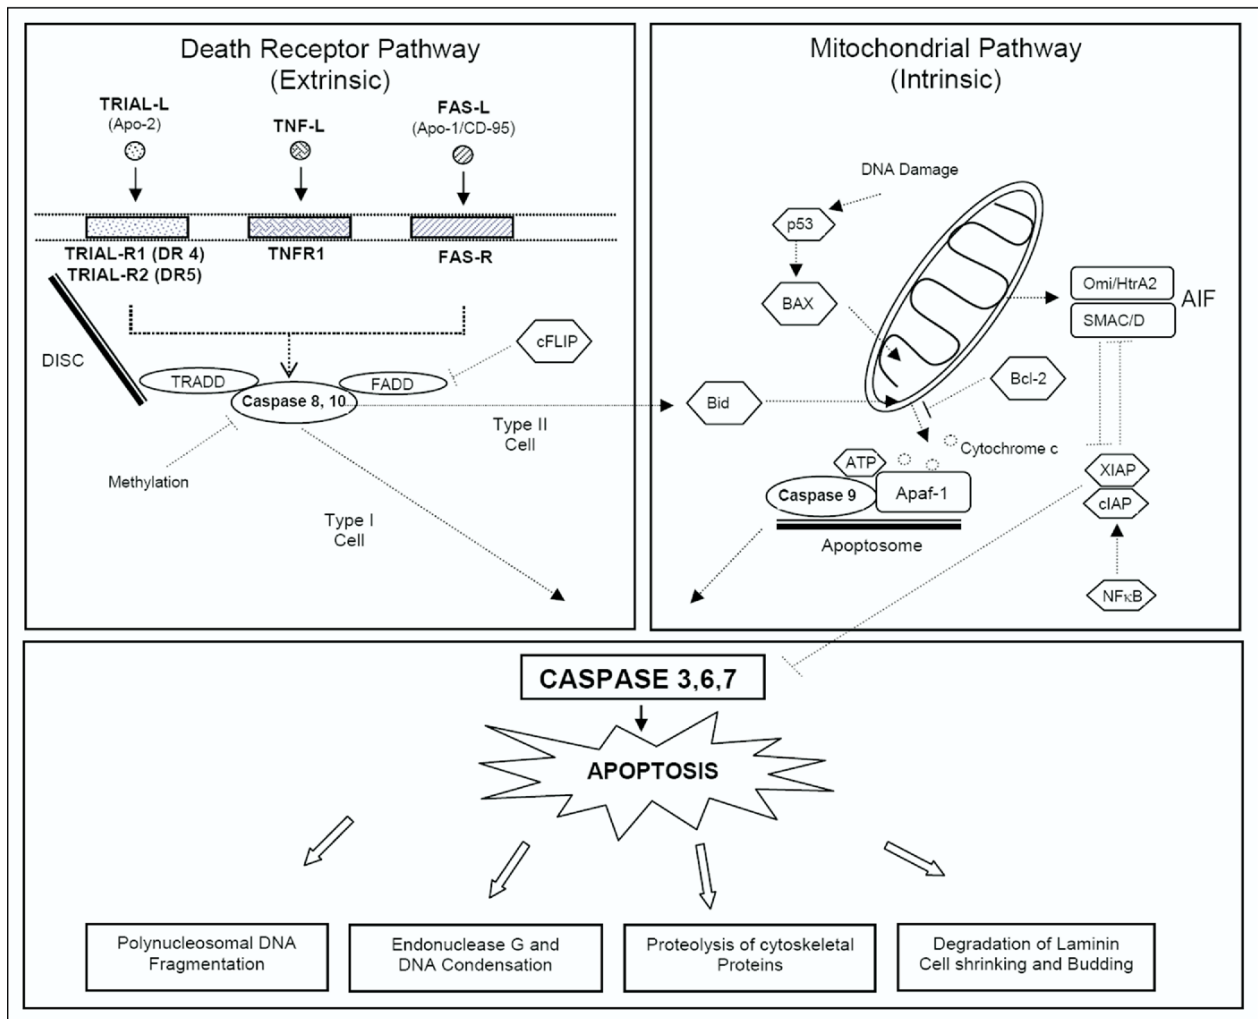 Death Receptor Pathway
(Extrinsic)
TRIAL-L
(Apo-2)
TNF-L
FAS-L
(Apo-1/CD-95)
TRIAL-R1 (DR 4)
TRIAL-R2 (DR5)
TNFR1
FAS-R
DISC
TRADD
FADD
cFLIP
Caspase 8, 10
Methylation
Type II
Cell
Type I
Cell
Mitochondrial Pathway
(Intrinsic)
DNA Damage
p53
BAX
Omi/HtrA2
SMAC/D
AIF
Bcl-2
Bid
Cytochrome c
ATP
Caspase 9
Apaf-1
Apoptosome
XIAP
cIAP
NFκB
CASPASE 3,6,7
APOPTOSIS
Polynucleosomal DNA
Fragmentation
Endonuclease G and
DNA Condensation
Proteolysis of cytoskeletal
Proteins
Degradation of Laminin
Cell shrinking and Budding